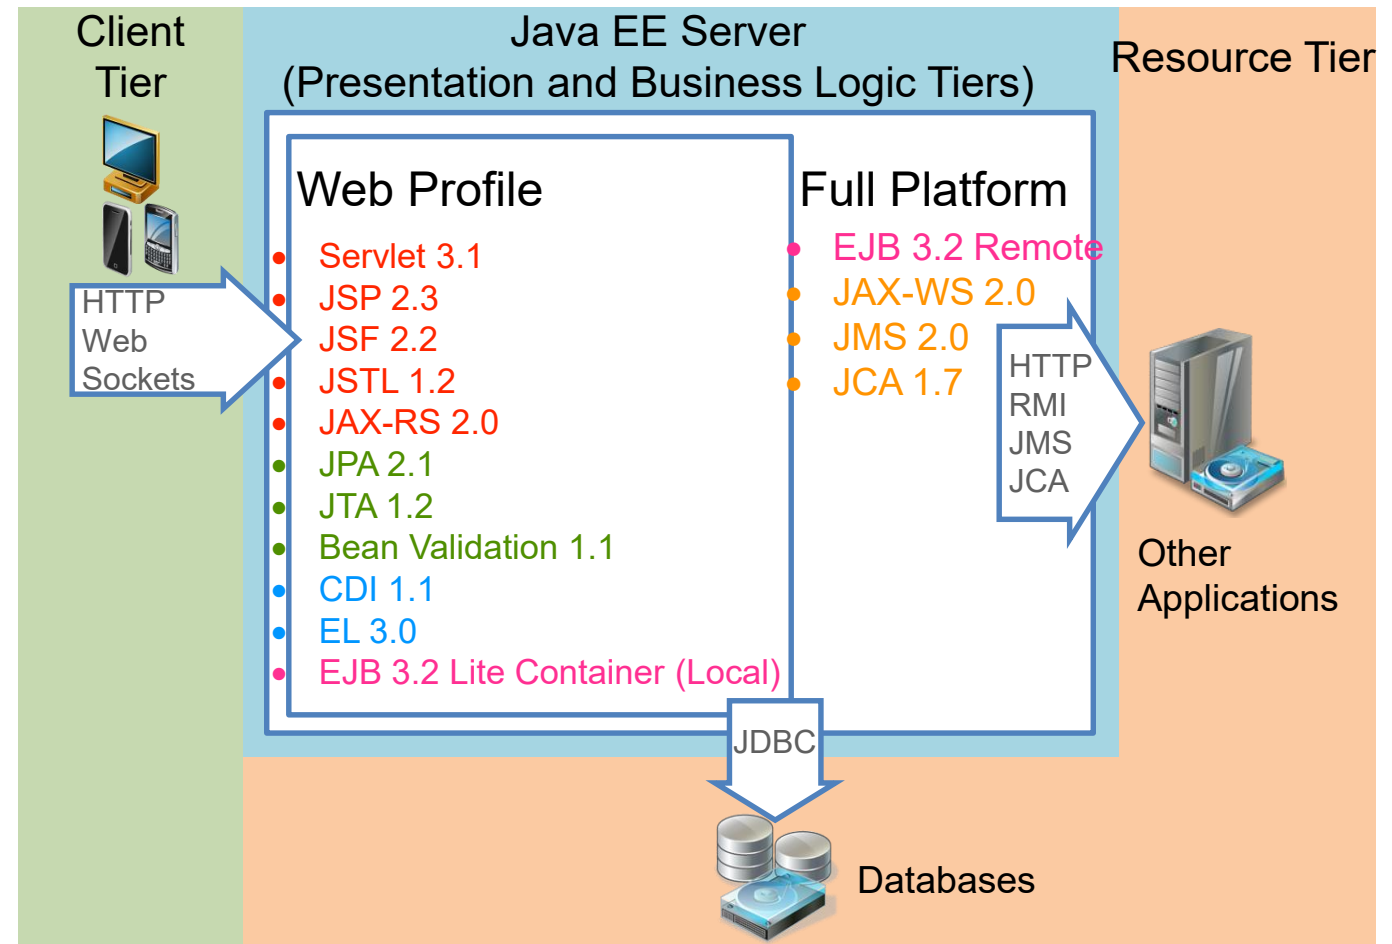 Client
Tier
Java EE Server
(Presentation and Business Logic Tiers)
Resource Tier
Web Profile
Servlet 3.1
JSP 2.3
JSF 2.2
JSTL 1.2
JAX-RS 2.0
JPA 2.1
JTA 1.2
Bean Validation 1.1
CDI 1.1
EL 3.0
EJB 3.2 Lite Container (Local)
Full Platform
EJB 3.2 Remote
JAX-WS 2.0
JMS 2.0
JCA 1.7
HTTP
Web
Sockets
HTTP
RMI
JMS
JCA
Other
Applications
JDBC
Databases